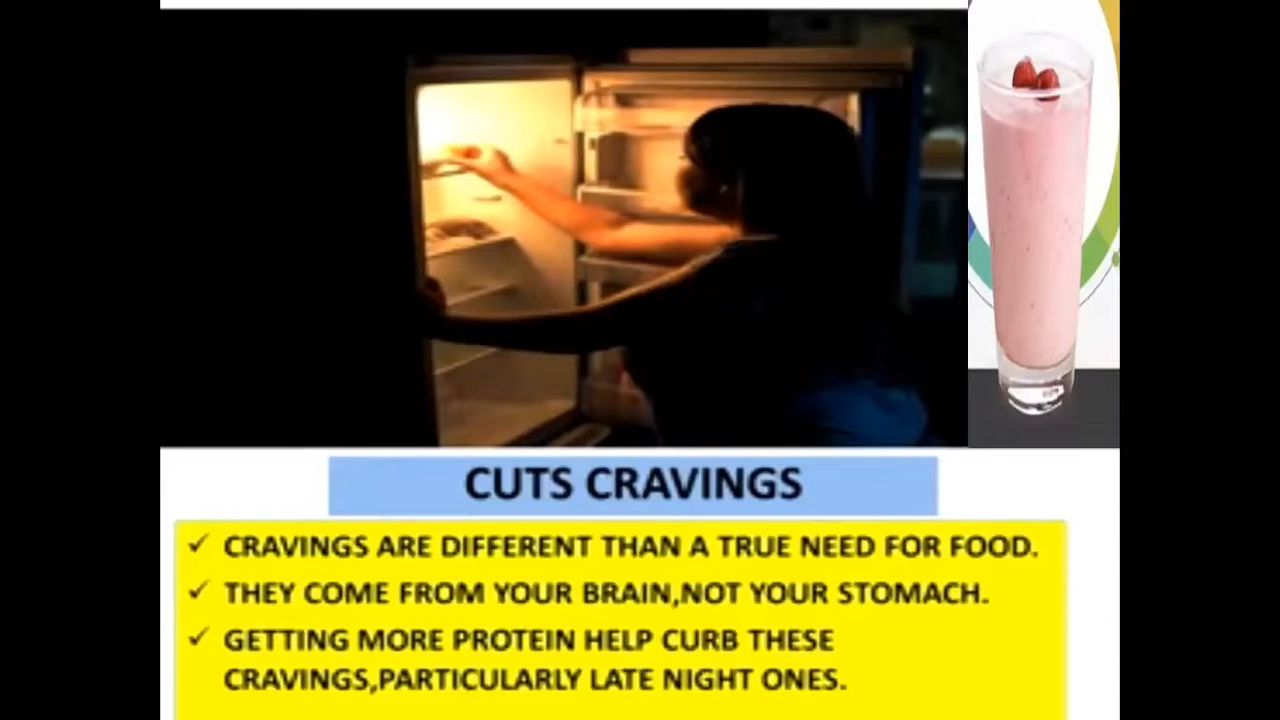 CUTS CRAVINGS
✓ CRAVINGS ARE DIFFERENT THAN A TRUE NEED FOR FOOD.
✓ THEY COME FROM YOUR BRAIN,NOT YOUR STOMACH.
✓ GETTING MORE PROTEIN HELP CURB THESE
CRAVINGS,PARTICULARLY LATE NIGHT ONES.